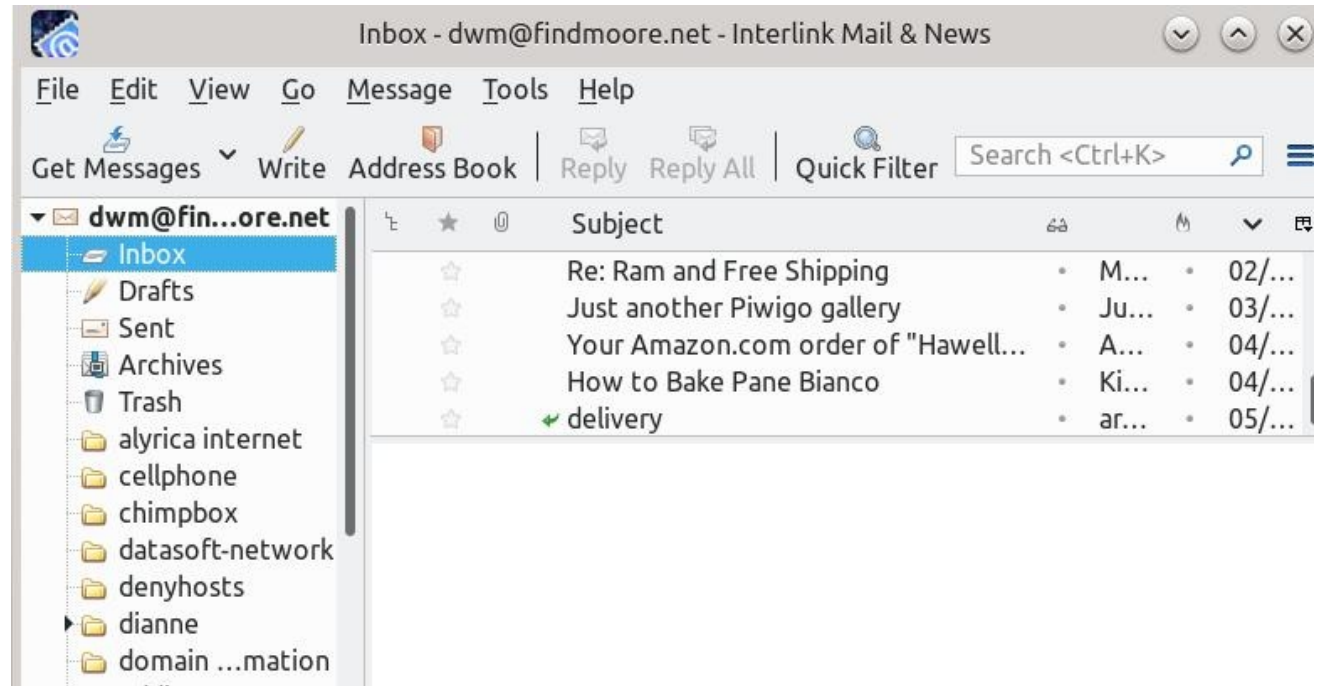 Inbox - dwm@findmoore.net - Interlink Mail & News
File Edit View Go Message Tools Help
Get Messages Write Address Book Reply Reply All Quick Filter Search <Ctrl+K>
dwm@fin...ore.net
Inbox
Drafts
Sent
Archives
Trash
alyrica internet
cellphone
chimpbox
datasoft-network
denyhosts
dianne
domain ...mation
Subject
Re: Ram and Free Shipping M... 02/...
Just another Piwigo gallery Ju... 03/...
Your Amazon.com order of "Hawell... A... 04/...
How to Bake Pane Bianco Ki... 04/...
delivery ar... 05/...